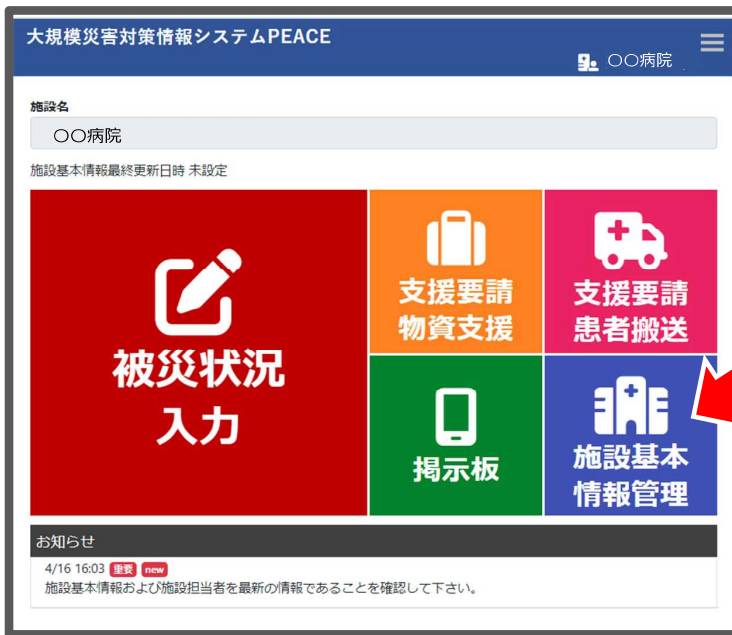 大規模災害対策情報システムPEACE
〇〇病院
施設名
〇〇病院
施設基本情報最終更新日時 未設定
被災状況
入力
支援要請
物資支援
支援要請
患者搬送
掲示板
施設基本
情報管理
お知らせ
4/16 16:03 重要 new
施設基本情報および施設担当者を最新の情報であることを確認して下さい。